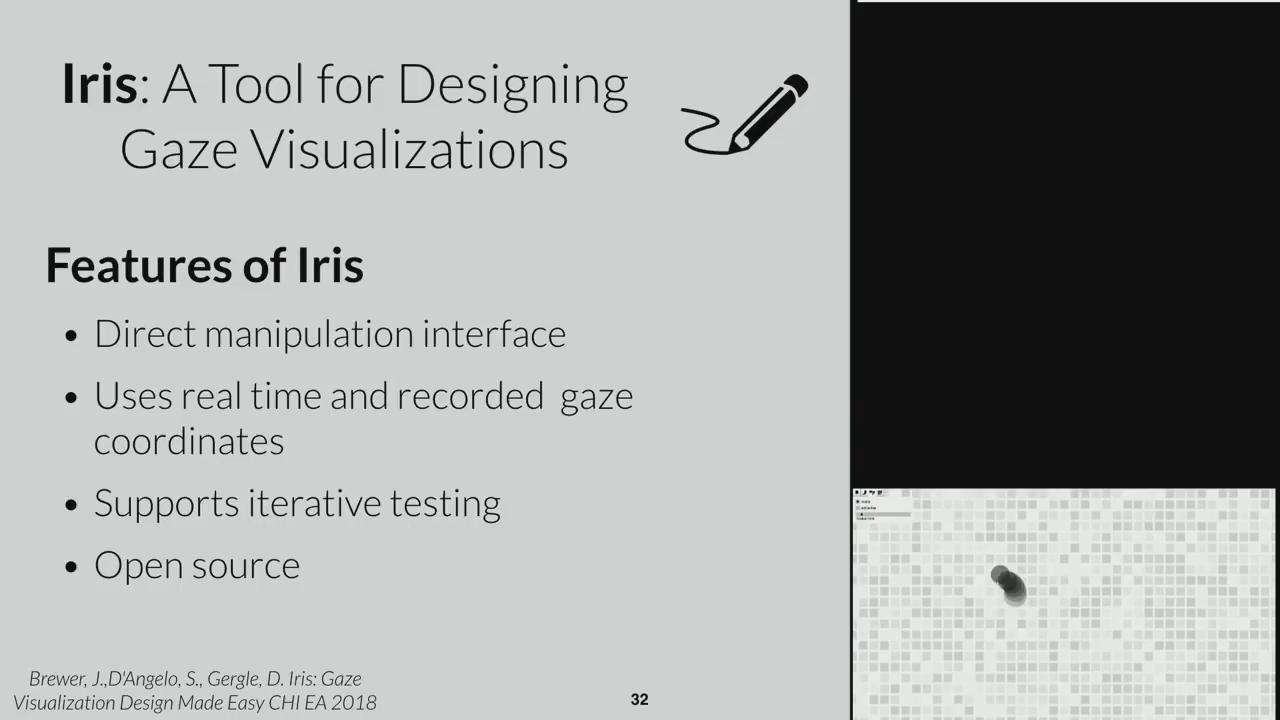 Iris: A Tool for Designing
Gaze Visualizations
Features of Iris
• Direct manipulation interface
• Uses real time and recorded gaze
coordinates
• Supports iterative testing
• Open source
Brewer, J.,D'Angelo, S., Gergle, D. Iris: Gaze
Visualization Design Made Easy CHI EA 2018
32